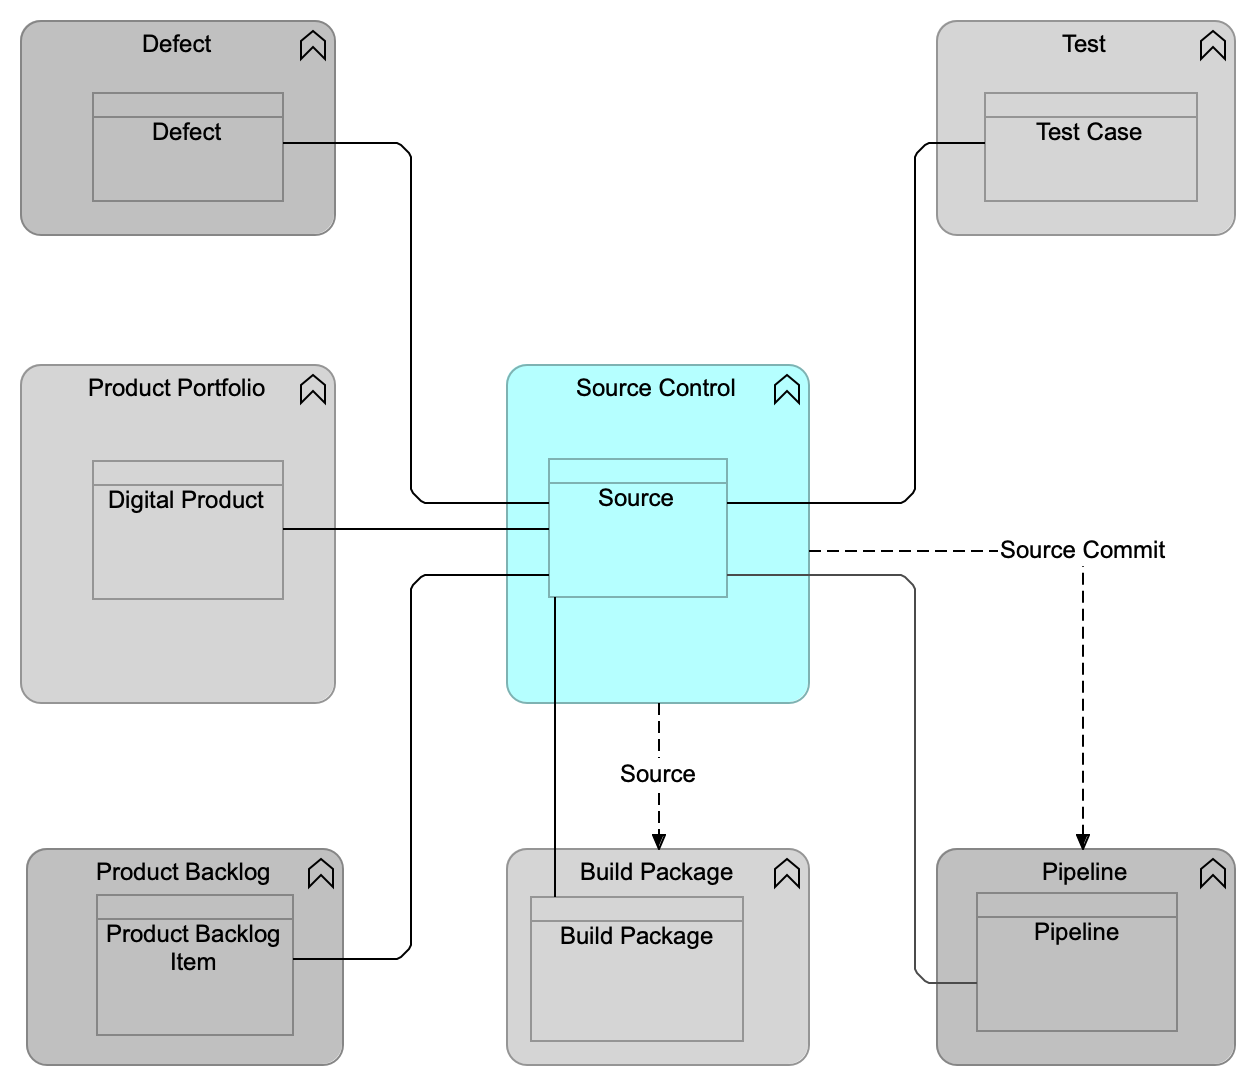 Defect
Defect
Test
Test Case
Product Portfolio
Digital Product
Source Control
Source
Source Commit
Source
Product Backlog
Product Backlog
Item
Build Package
Build Package
Pipeline
Pipeline